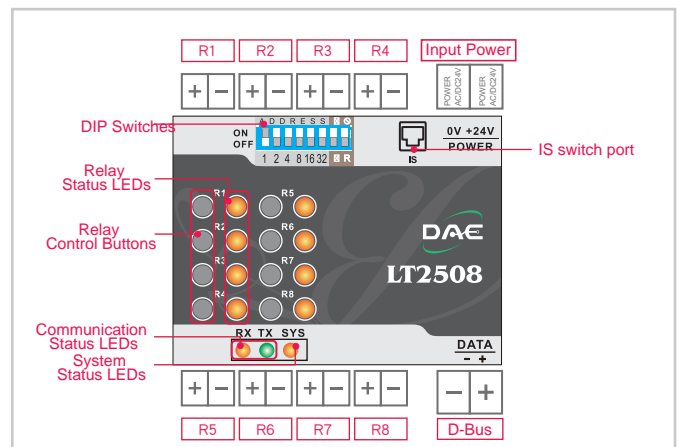 R1 R2 R3 R4 Input Power
+ − + − + − + − POWER AC/DC24V POWER AC/DC24V
DIP Switches
A D D R E S S
ON
OFF
1 2 4 8 16 32 R
IS
0V +24V
POWER
IS switch port
Relay
Status LEDs
Relay
Control Buttons
R1 R5
R2 R6
R3 R7
R4 R8
DAE
LT2508
Communication
Status LEDs
System
Status LEDs
RX TX SYS
DATA
− +
+ − + − + − + − − +
R5 R6 R7 R8 D-Bus